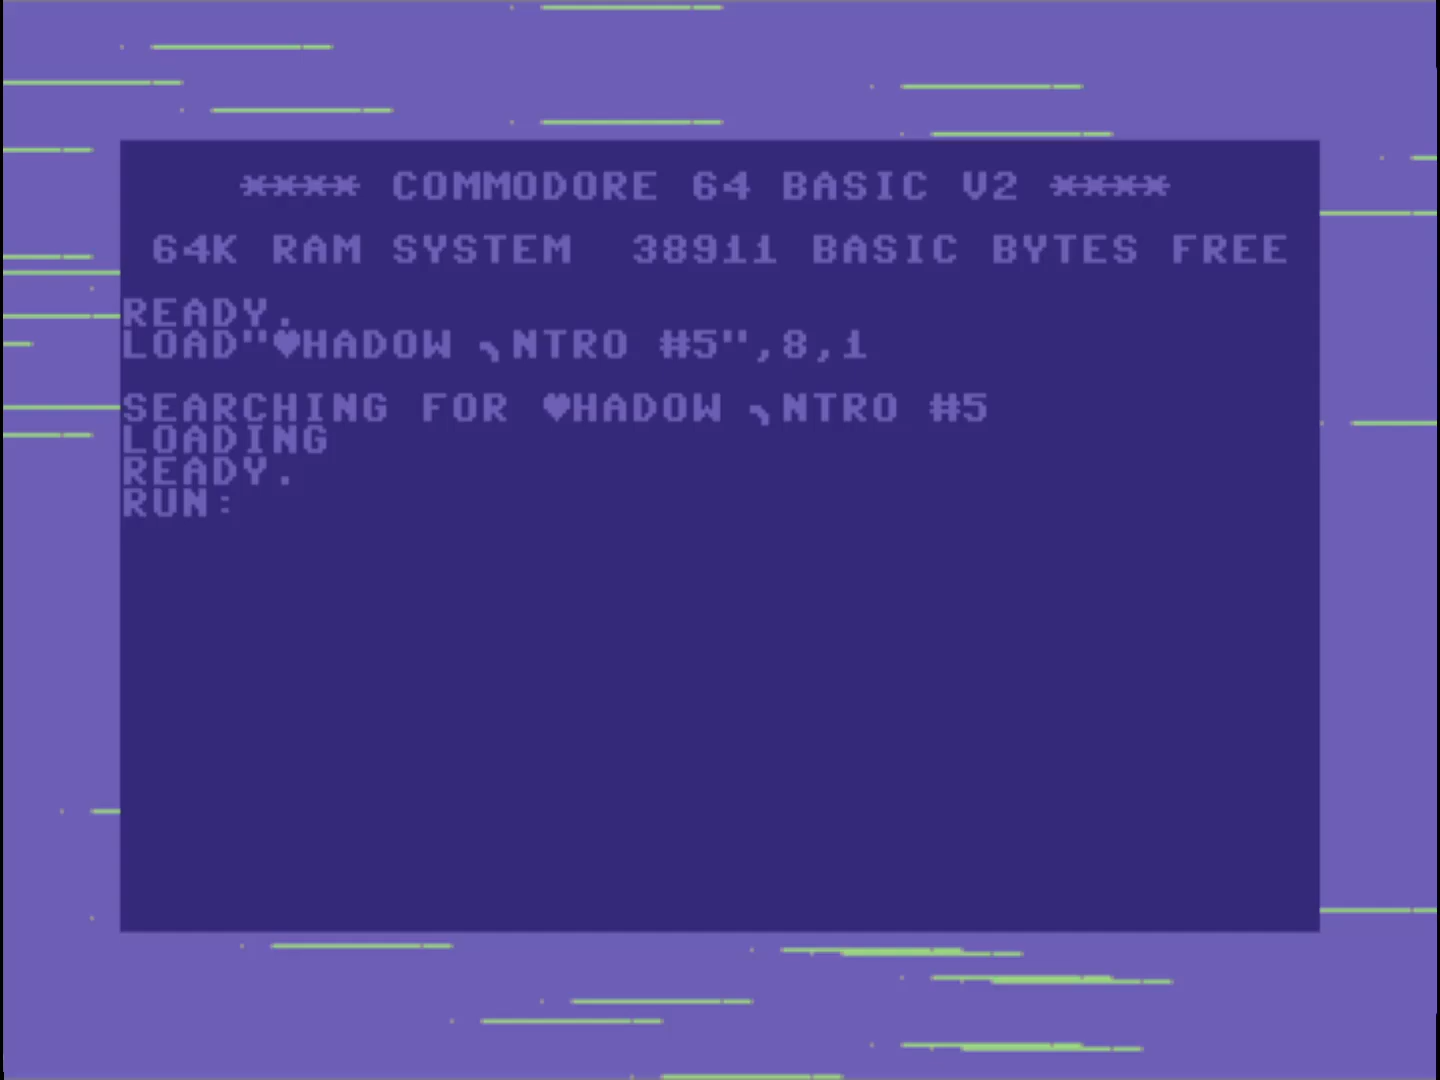 **** COMMODORE 64 BASIC V2 ****
64K RAM SYSTEM  38911 BASIC BYTES FREE
READY.
LOAD"♥HADOW ╮NTRO #5",8,1
SEARCHING FOR ♥HADOW ╮NTRO #5
LOADING
READY.
RUN: